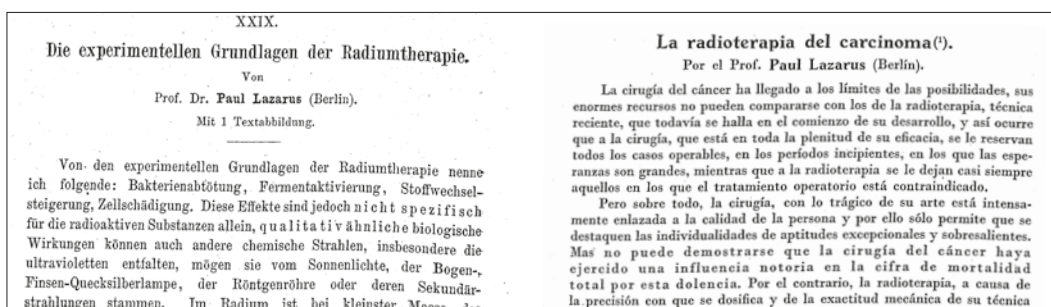 XXIX.
Die experimentellen Grundlagen der Radiumtherapie.
Von
Prof. Dr. Paul Lazarus (Berlin).
Mit 1 Textabbildung.
Von den experimentellen Grundlagen der Radiumtherapie nenne
ich folgende: Bakterienabtötung, Fermentaktivierung, Stoffwechsel-
steigerung, Zellschädigung. Diese Effekte sind jedoch nicht spezifisch
für die radioaktiven Substanzen allein, qualitativ ähnliche biologische
Wirkungen können auch andere chemische Strahlen, insbesondere die
ultravioletten entfalten, mögen sie vom Sonnenlichte, der Bogen-,
Finsen-Quecksilberlampe, der Röntgenröhre oder deren Sekundär-
strahlungen stammen. Im Radium ist bei kleinster
La radioterapia del carcinoma(¹).
Por el Prof. Paul Lazarus (Berlín).
La cirugía del cáncer ha llegado a los límites de las posibilidades, sus
enormes recursos no pueden compararse con los de la radioterapia, técnica
reciente, que todavía se halla en el comienzo de su desarrollo, y así ocurre
que a la cirugía, que está en toda la plenitud de su eficacia, se le reservan
todos los casos operables, en los períodos incipientes, en los que las espe-
ranzas son grandes, mientras que a la radioterapia se le dejan casi siempre
aquellos en los que el tratamiento operatorio está contraindicado.
Pero sobre todo, la cirugía, con lo trágico de su arte está intensa-
mente enlazada a la calidad de la persona y por ello sólo permite que se
destaquen las individualidades de aptitudes excepcionales y sobresalientes.
Mas no puede demostrarse que la cirugía del cáncer haya
ejercido una influencia notoria en la cifra de mortalidad
total por esta dolencia. Por el contrario, la radioterapia, a causa de
la precisión con que se dosifica y de la exactitud mecánica de su técnica